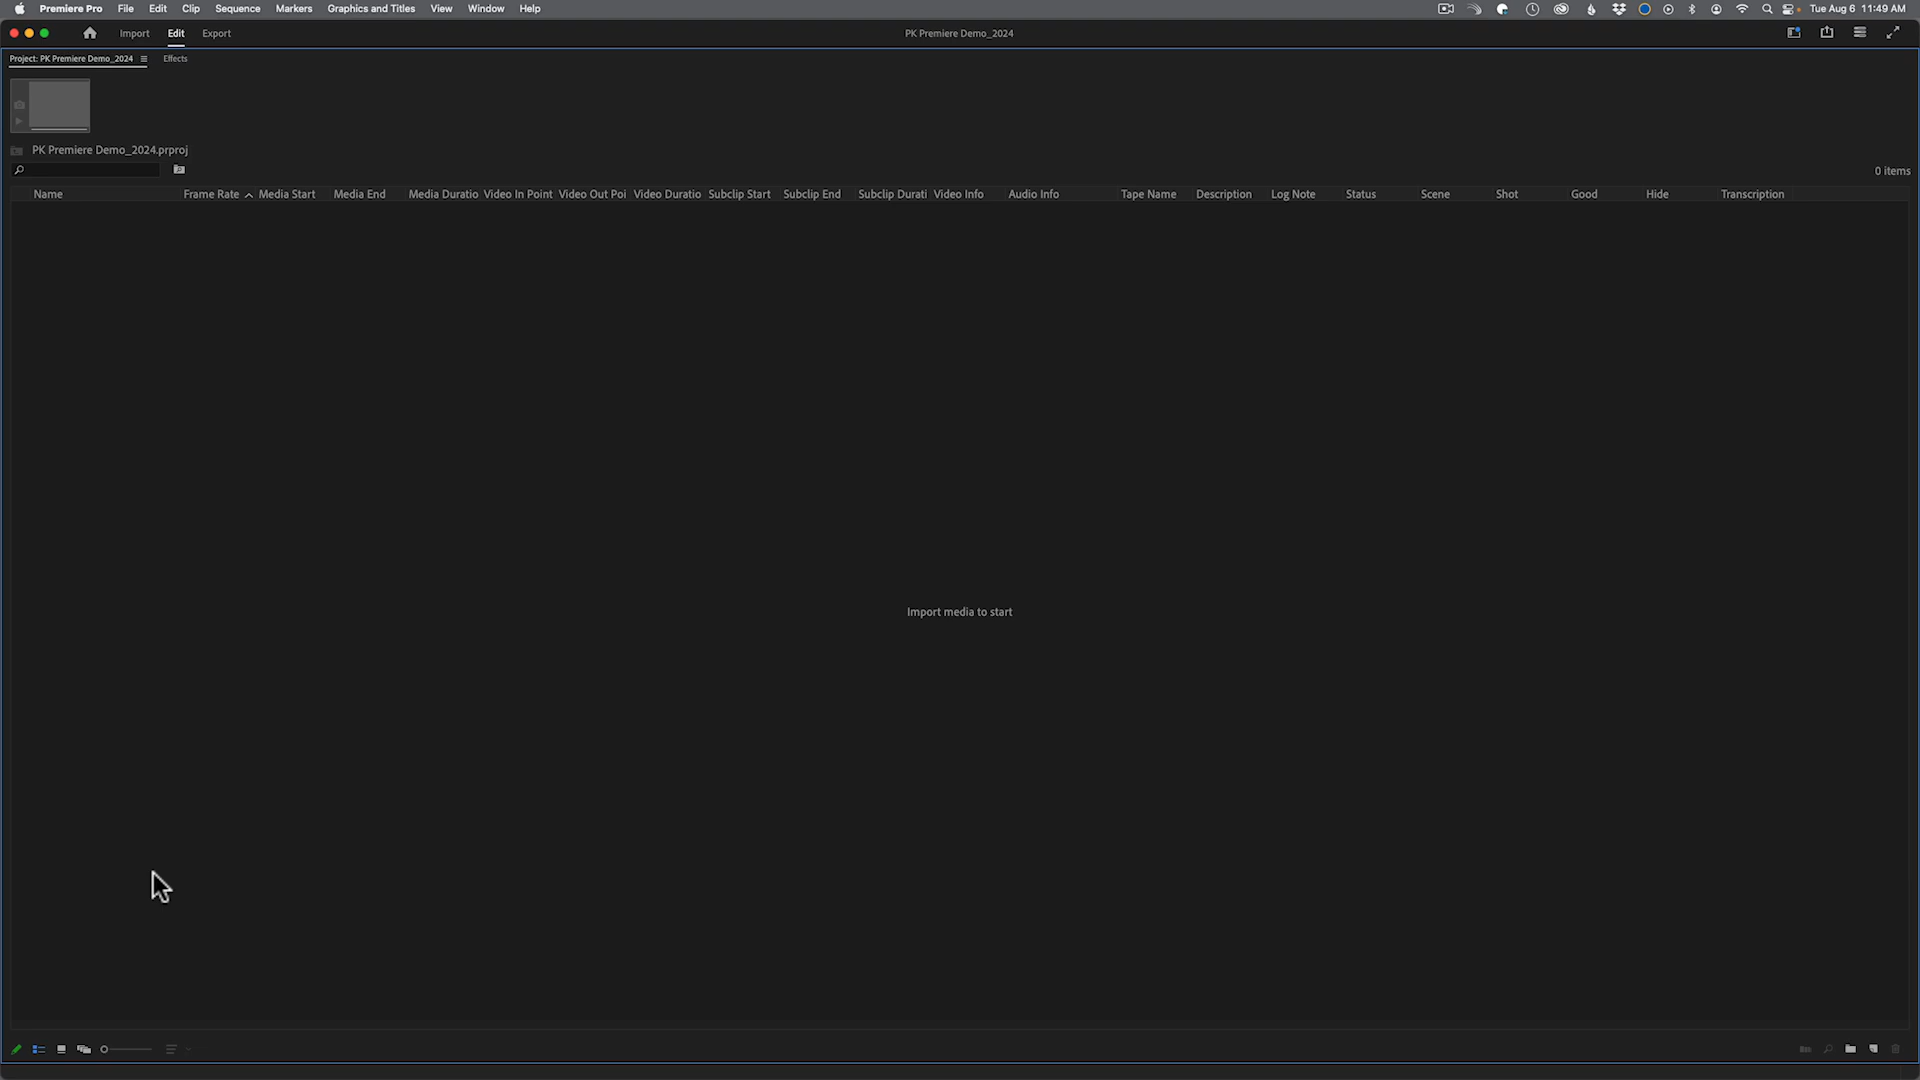 Premiere Pro File Edit Clip Sequence Markers Graphics and Titles View Window Help Tue Aug 6 11:49 AM
Import Edit Export PK Premiere Demo_2024
Project: PK Premiere Demo_2024 Effects
PK Premiere Demo_2024.prproj
0 items
Name Frame Rate Media Start Media End Media Duratio Video In Point Video Out Poi Video Duratio Subclip Start Subclip End Subclip Durati Video Info Audio Info Tape Name Description Log Note Status Scene Shot Good Hide Transcription
Import media to start